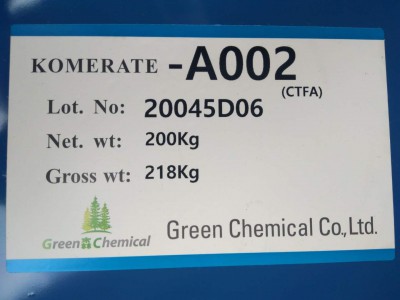 KOMERATE -A002
(CTFA)
Lot. No: 20045D06
Net. wt: 200Kg
Gross wt: 218Kg
Green Chemical
Green Chemical Co.,Ltd.